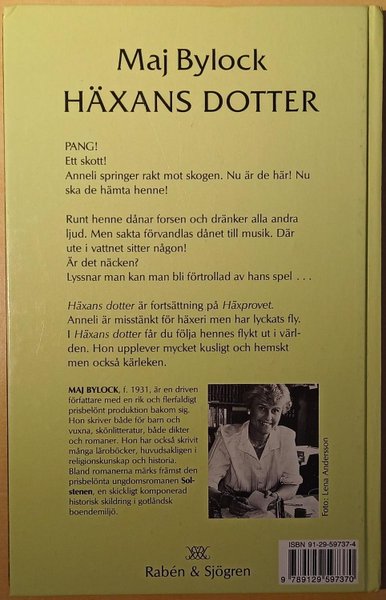 Maj Bylock
HÄXANS DOTTER
PANG!
Ett skott!
Anneli springer rakt mot skogen. Nu är de här! Nu
ska de hämta henne!
Runt henne dånar forsen och dränker alla andra
ljud. Men sakta förvandlas dånet till musik. Där
ute i vattnet sitter någon!
Är det näcken?
Lyssnar man kan man bli förtrollad av hans spel . . .
Häxans dotter är fortsättning på Häxprovet.
Anneli är misstänkt för häxeri men har lyckats fly.
I Häxans dotter får du följa hennes flykt ut i värl-
den. Hon upplever mycket kusligt och hemskt
men också kärleken.
MAJ BYLOCK, f. 1931, är en driven
författare med en rik och flerfaldigt
prisbelönt produktion bakom sig.
Hon skriver både för barn och
vuxna, skönlitteratur, både dikter
och romaner. Hon har också skrivit
många läroböcker, huvudsakligen i
religionskunskap och historia.
Bland romanerna märks främst den
prisbelönta ungdomsromanen Sol-
stenen, en skickligt komponerad
historisk skildring i gotländsk
boendemiljö.
Foto: Lena Andersson
ISBN 91-29-59737-4
9 789129 597370
Rabén & Sjögren